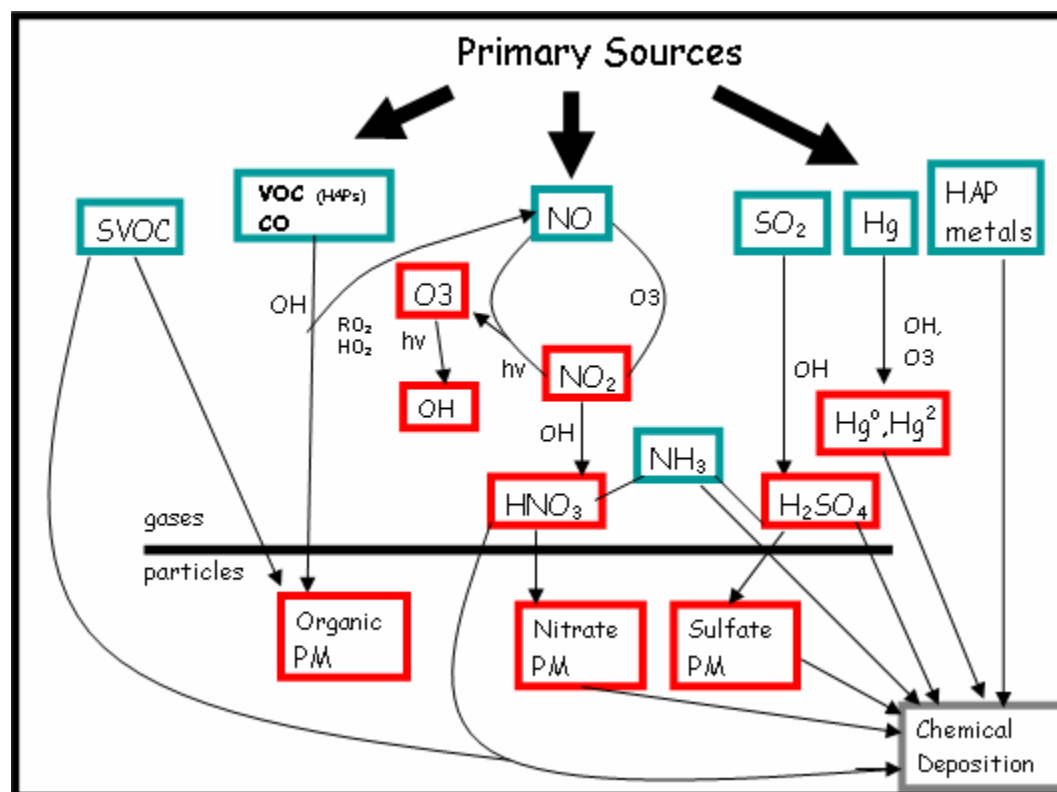 Primary Sources
SVOC
VOC (HAPs)
CO
NO
SO₂
Hg
HAP
metals
OH
RO₂
HO₂
O3
hv
OH
hv
NO₂
O3
OH
OH
OH,
O3
Hg⁰,Hg²
NH₃
HNO₃
H₂SO₄
gases
particles
Organic
PM
Nitrate
PM
Sulfate
PM
Chemical
Deposition